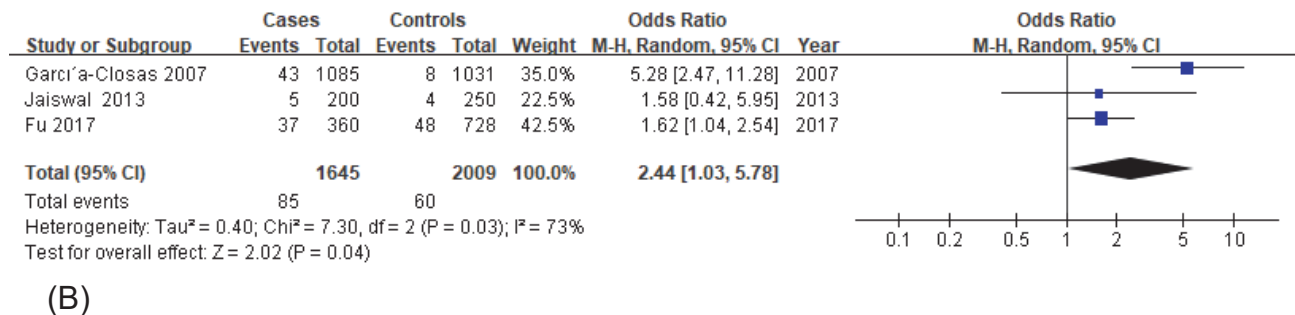 Cases Controls Odds Ratio Odds Ratio
Study or Subgroup Events Total Events Total Weight M-H, Random, 95% CI Year M-H, Random, 95% CI
Garcı´a-Closas 2007 43 1085 8 1031 35.0% 5.28 [2.47, 11.28] 2007
Jaiswal 2013 5 200 4 250 22.5% 1.58 [0.42, 5.95] 2013
Fu 2017 37 360 48 728 42.5% 1.62 [1.04, 2.54] 2017
Total (95% CI) 1645 2009 100.0% 2.44 [1.03, 5.78]
Total events 85 60
Heterogeneity: Tau² = 0.40; Chi² = 7.30, df = 2 (P = 0.03); I² = 73%
Test for overall effect: Z = 2.02 (P = 0.04)
0.1 0.2 0.5 1 2 5 10
(B)